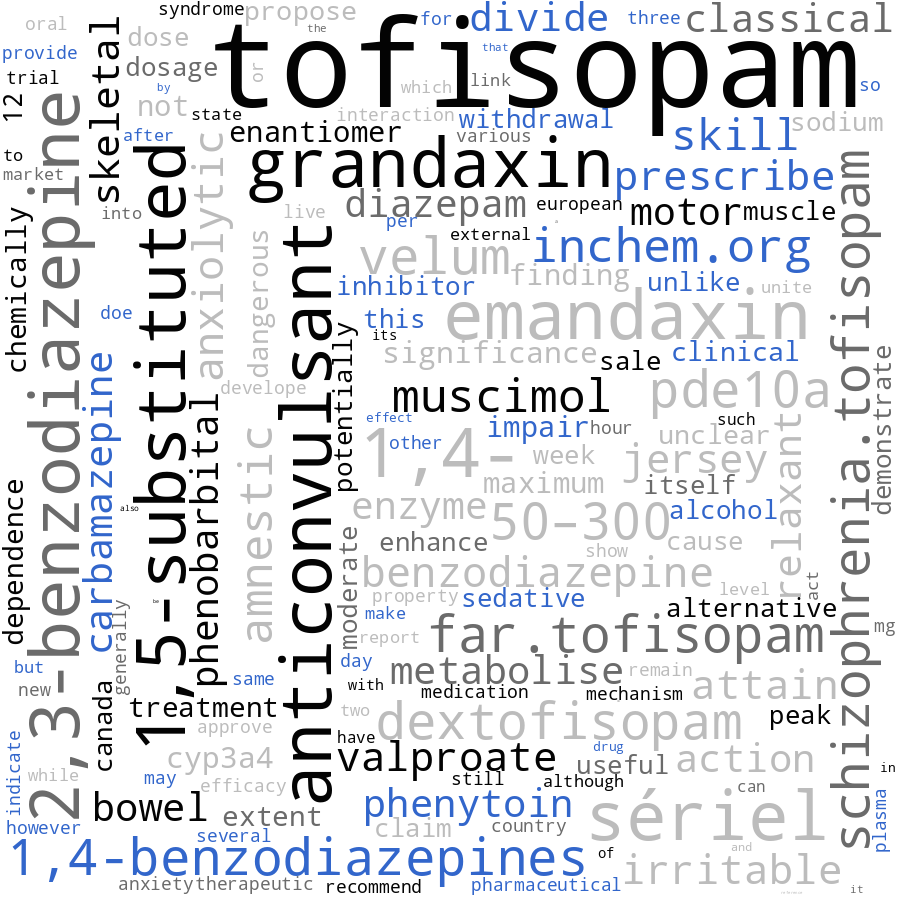 syndrome
propose
the
for
divide
three
classical
oral
dose
that
provide
skeletal
dosage
tofisopam
trial
or
which
link
so
by
not
state
interaction
withdrawal
12
after
enantiomer
various
skill
sodium
to
market
2,3-benzodiazepine
1,5-substituted
anxiolytic
grandaxin
prescribe
into
live
diazepam
per
european
motor
muscle
chemically
dangerous
anticonvulsant
external
velum
inchem.org
finding
schizophrenia.tofisopam
inhibitor
unlike
unite
doe
this
its
emandaxin
potentially
significance
sale
clinical
carbamazepine
develope
phenobarbital
muscimol
pde10a
demonstrate
effect
such
other
impair
hour
unclear
relaxant
amnestic
1,4-
week
jersey
maximum
itself
dependence
also
enzyme
50-300
alcohol
enhance
show
cause
moderate
benzodiazepine
act
generally
property
sedative
level
make
alternative
report
far.tofisopam
mg
but
day
new
same
metabolise
remain
with
medication
mechanism
attain
canada
treatment
two
dextofisopam
peak
approve
have
indicate
cyp3a4
valproate
drug
useful
action
in
while
may
efficacy
still
although
can
bowel
extent
phenytoin
sériel
plasma
however
several
claim
country
1,4-benzodiazepines
of
and
irritable
anxietytherapeutic
recommend
pharmaceutical
it